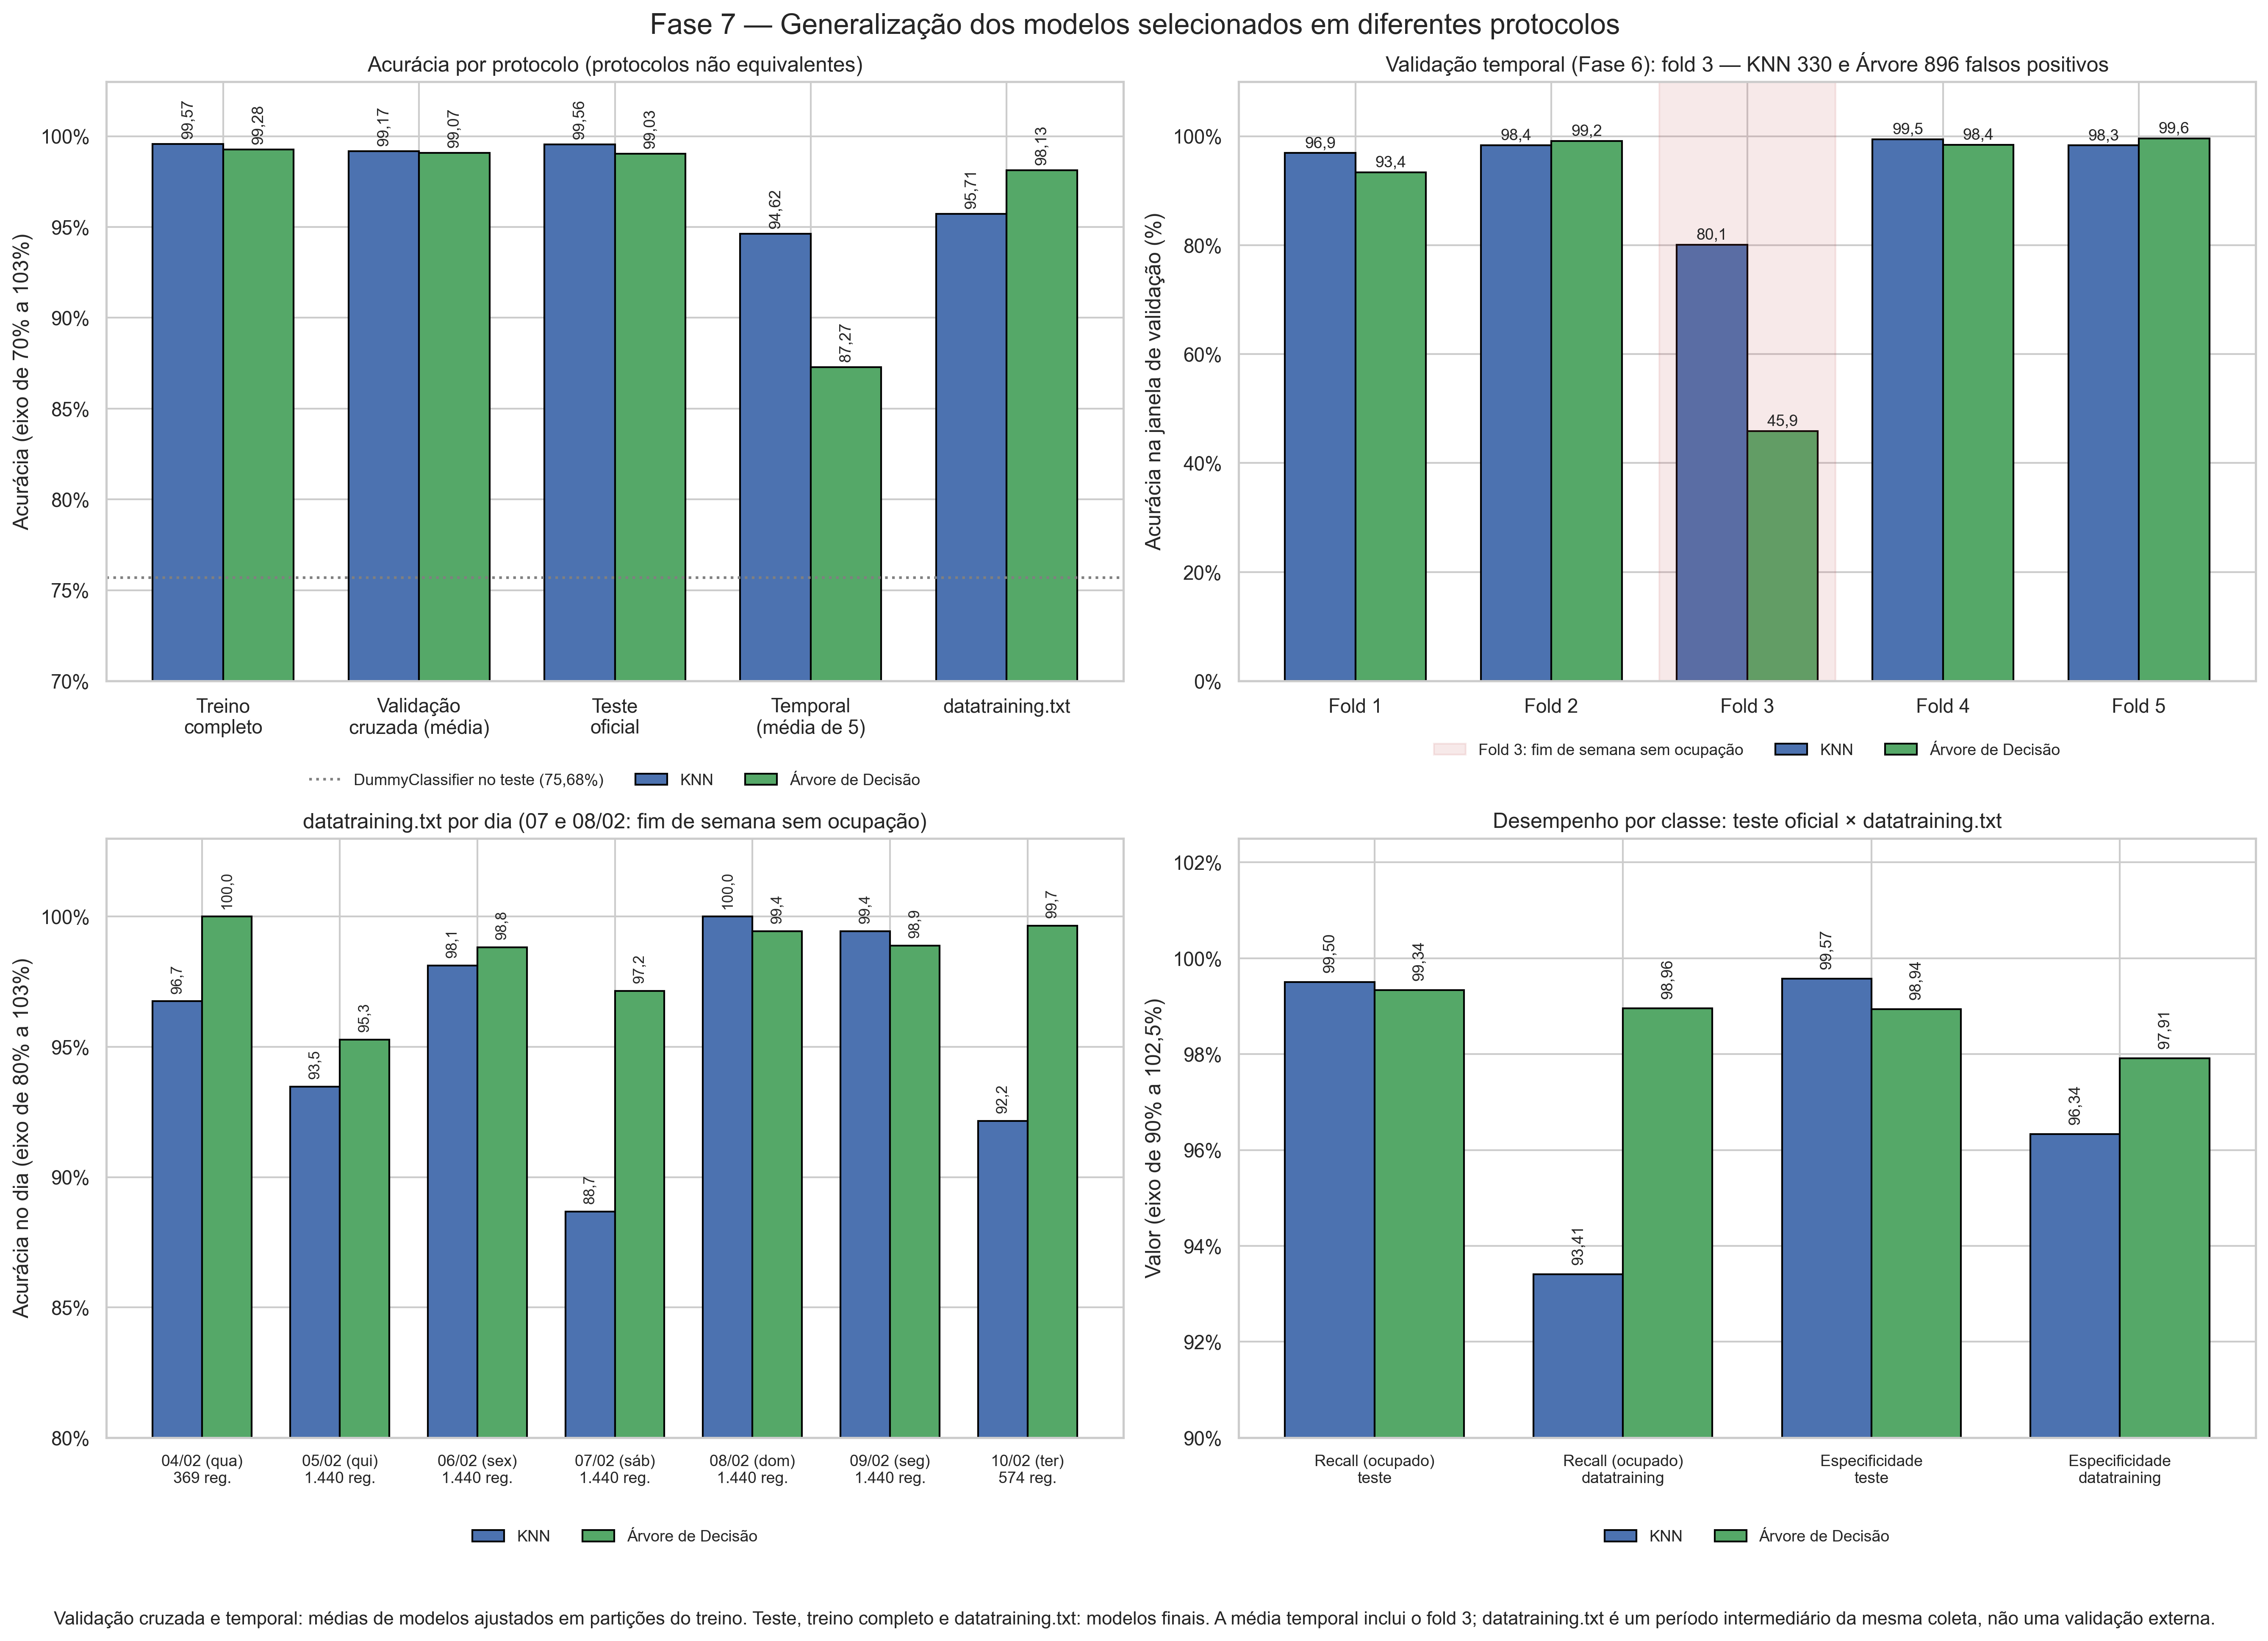 Fase 7 — Generalização dos modelos selecionados em diferentes protocolos
Acurácia por protocolo (protocolos não equivalentes)
Acurácia (eixo de 70% a 103%)
100%
95%
90%
85%
80%
75%
70%
99,57
99,28
99,17
99,07
99,56
99,03
94,62
87,27
95,71
98,13
Treino
completo
Validação
cruzada (média)
Teste
oficial
Temporal
(média de 5)
datatraining.txt
DummyClassifier no teste (75,68%)
KNN
Árvore de Decisão
Validação temporal (Fase 6): fold 3 — KNN 330 e Árvore 896 falsos positivos
Acurácia na janela de validação (%)
100%
80%
60%
40%
20%
0%
96,9
93,4
98,4
99,2
80,1
45,9
99,5
98,4
98,3
99,6
Fold 1
Fold 2
Fold 3
Fold 4
Fold 5
Fold 3: fim de semana sem ocupação
KNN
Árvore de Decisão
datatraining.txt por dia (07 e 08/02: fim de semana sem ocupação)
Acurácia no dia (eixo de 80% a 103%)
100%
95%
90%
85%
80%
96,7
100,0
93,5
95,3
98,1
98,8
88,7
97,2
100,0
99,4
99,4
98,9
92,2
99,7
04/02 (qua)
369 reg.
05/02 (qui)
1.440 reg.
06/02 (sex)
1.440 reg.
07/02 (sáb)
1.440 reg.
08/02 (dom)
1.440 reg.
09/02 (seg)
1.440 reg.
10/02 (ter)
574 reg.
KNN
Árvore de Decisão
Desempenho por classe: teste oficial × datatraining.txt
Valor (eixo de 90% a 102,5%)
102%
100%
98%
96%
94%
92%
90%
99,50
99,34
93,41
98,96
99,57
98,94
96,34
97,91
Recall (ocupado)
teste
Recall (ocupado)
datatraining
Especificidade
teste
Especificidade
datatraining
KNN
Árvore de Decisão
Validação cruzada e temporal: médias de modelos ajustados em partições do treino. Teste, treino completo e datatraining.txt: modelos finais. A média temporal inclui o fold 3; datatraining.txt é um período intermediário da mesma coleta, não uma validação externa.